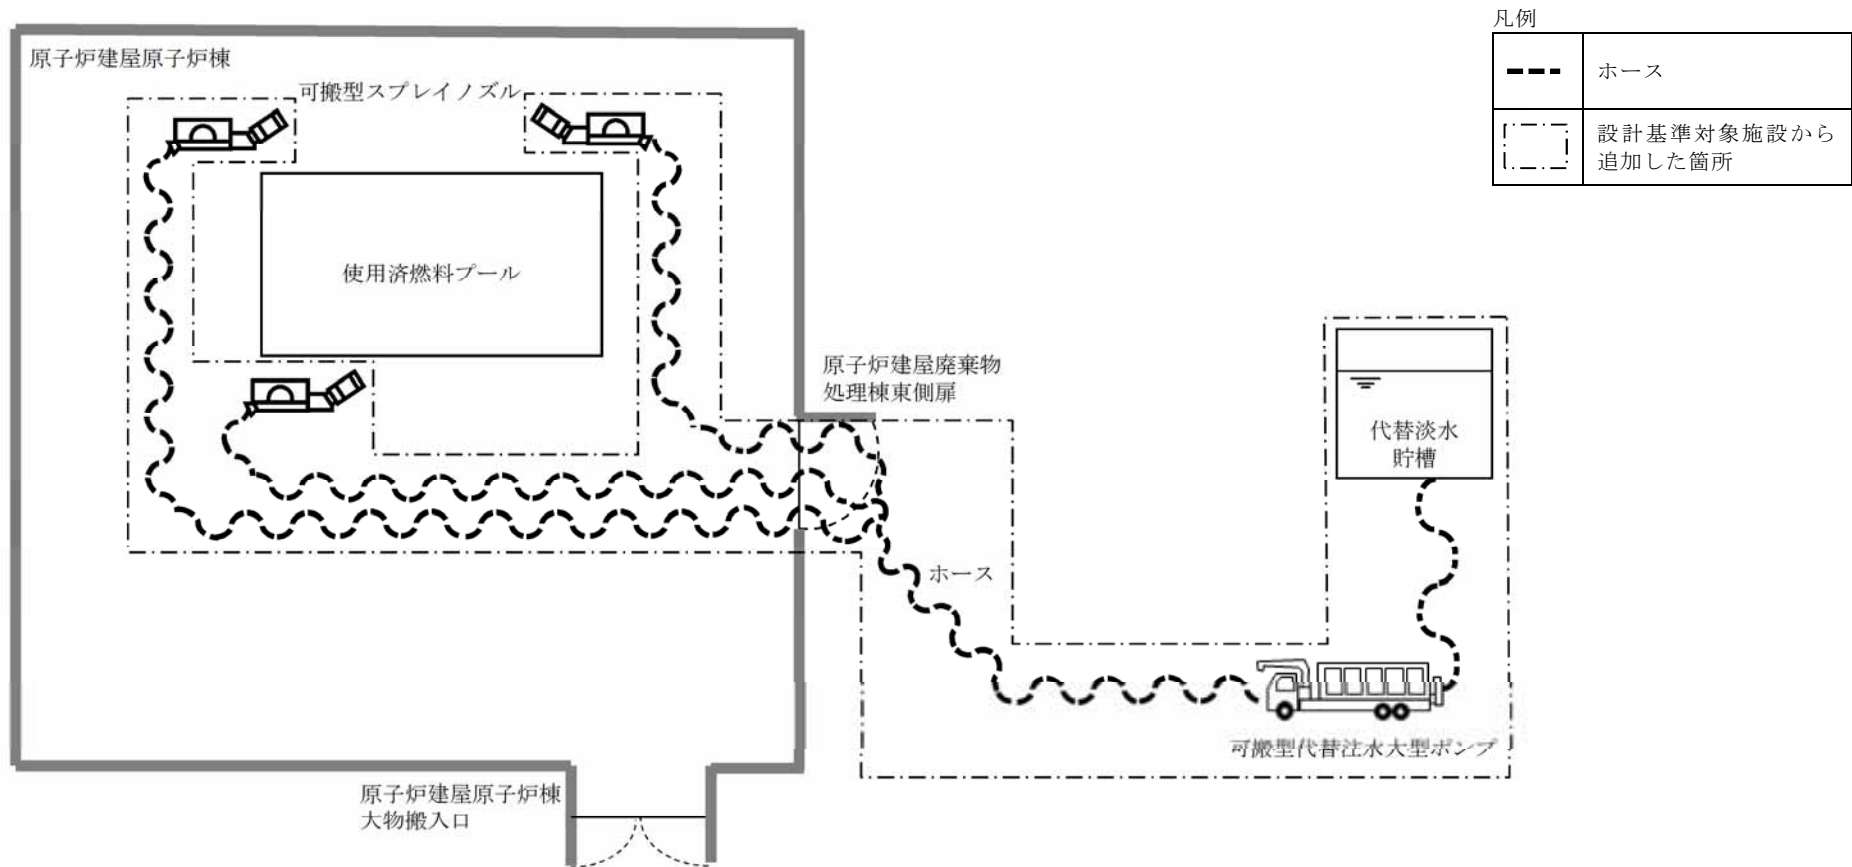 凡例
ホース
設計基準対象施設から
追加した箇所
原子炉建屋原子炉棟
可搬型スプレイノズル
使用済燃料プール
原子炉建屋廃棄物
処理棟東側扉
代替淡水
貯槽
ホース
可搬型代替注水大型ポンプ
原子炉建屋原子炉棟
大物搬入口